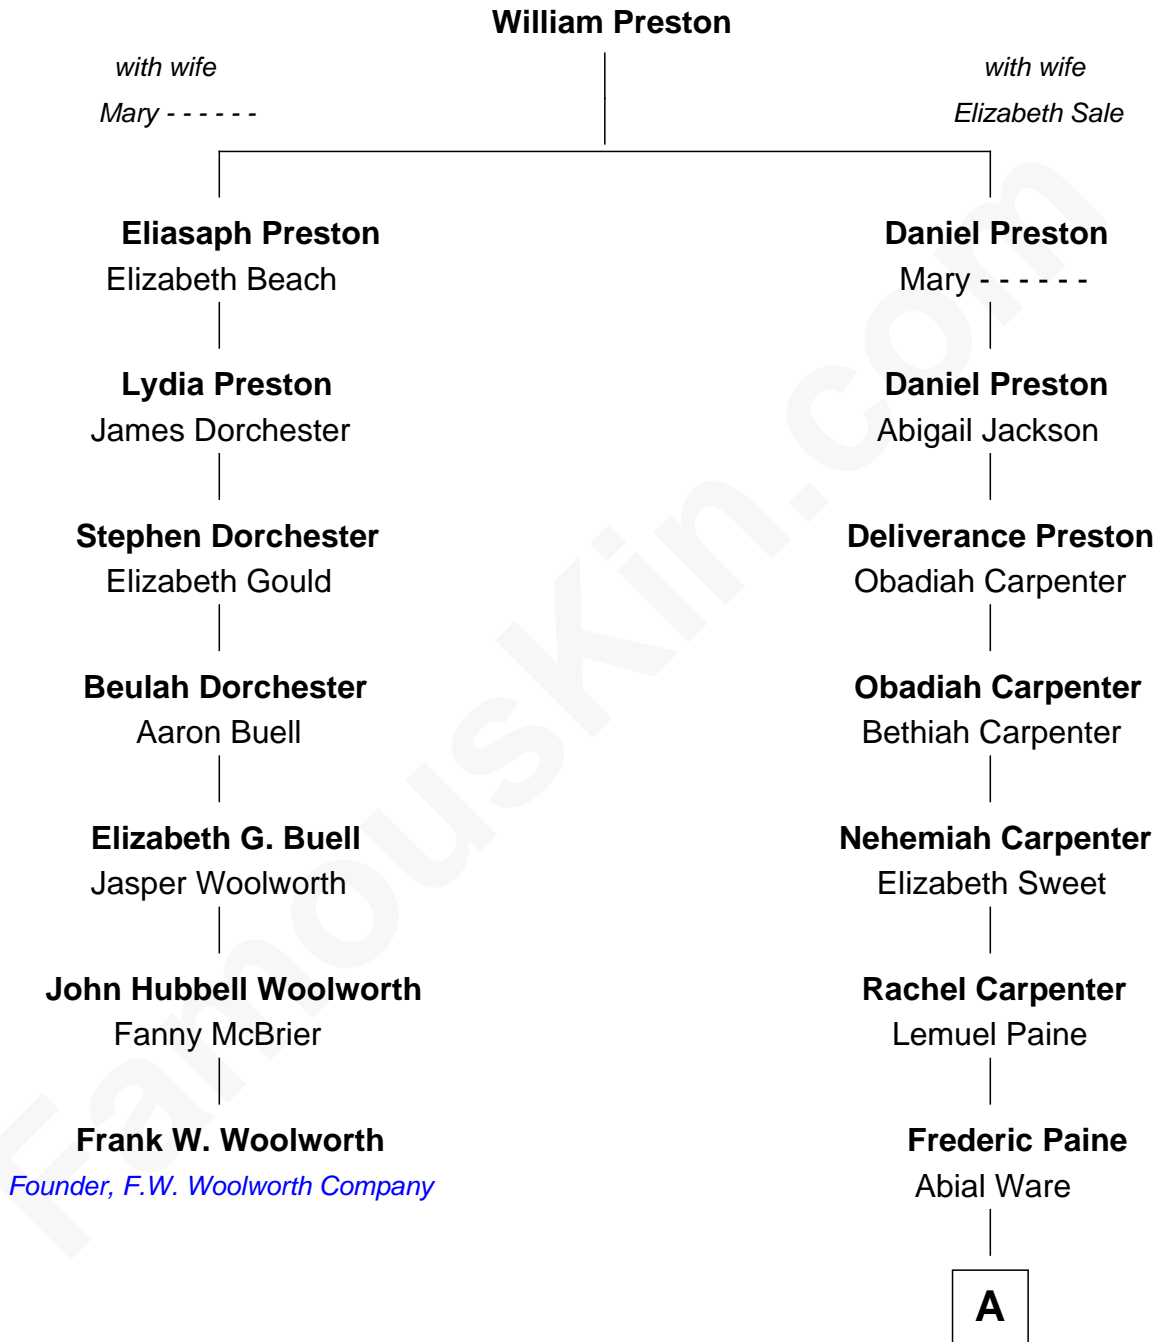 William Preston
with wife
Mary - - - - - -
with wife
Elizabeth Sale
Eliasaph Preston
Elizabeth Beach
Daniel Preston
Mary - - - - - -
Lydia Preston
James Dorchester
Daniel Preston
Abigail Jackson
Stephen Dorchester
Elizabeth Gould
Deliverance Preston
Obadiah Carpenter
Beulah Dorchester
Aaron Buell
Obadiah Carpenter
Bethiah Carpenter
Elizabeth G. Buell
Jasper Woolworth
Nehemiah Carpenter
Elizabeth Sweet
John Hubbell Woolworth
Fanny McBrier
Rachel Carpenter
Lemuel Paine
Frank W. Woolworth
Founder, F.W. Woolworth Company
Frederic Paine
Abial Ware
A
FamousKin.com